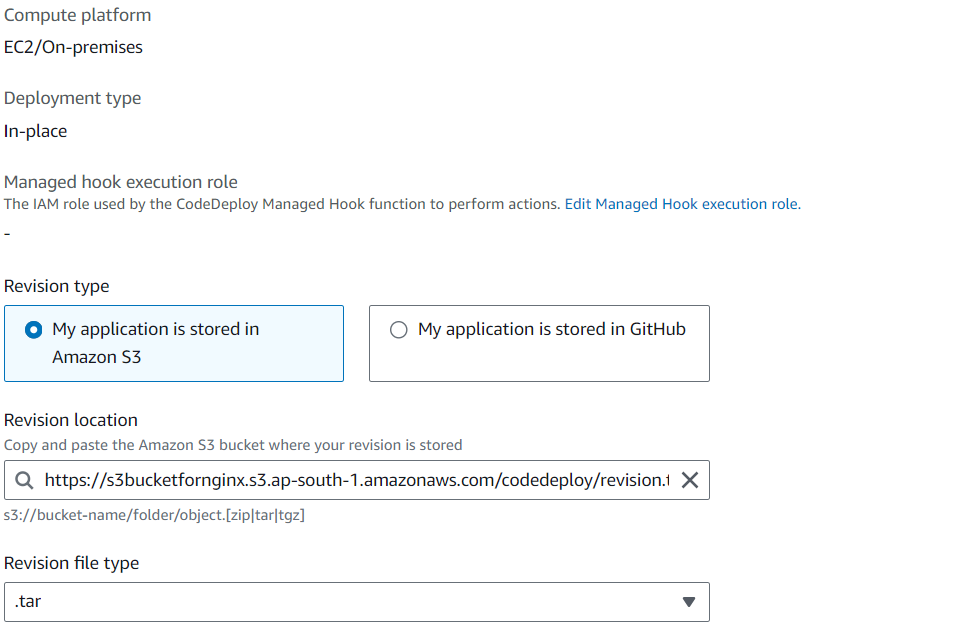 Compute platform
EC2/On-premises
Deployment type
In-place
Managed hook execution role
The IAM role used by the CodeDeploy Managed Hook function to perform actions. Edit Managed Hook execution role.
-
Revision type
My application is stored in
Amazon S3
My application is stored in GitHub
Revision location
Copy and paste the Amazon S3 bucket where your revision is stored
https://s3bucketfornginx.s3.ap-south-1.amazonaws.com/codedeploy/revision.t
s3://bucket-name/folder/object.[zip|tar|tgz]
Revision file type
.tar